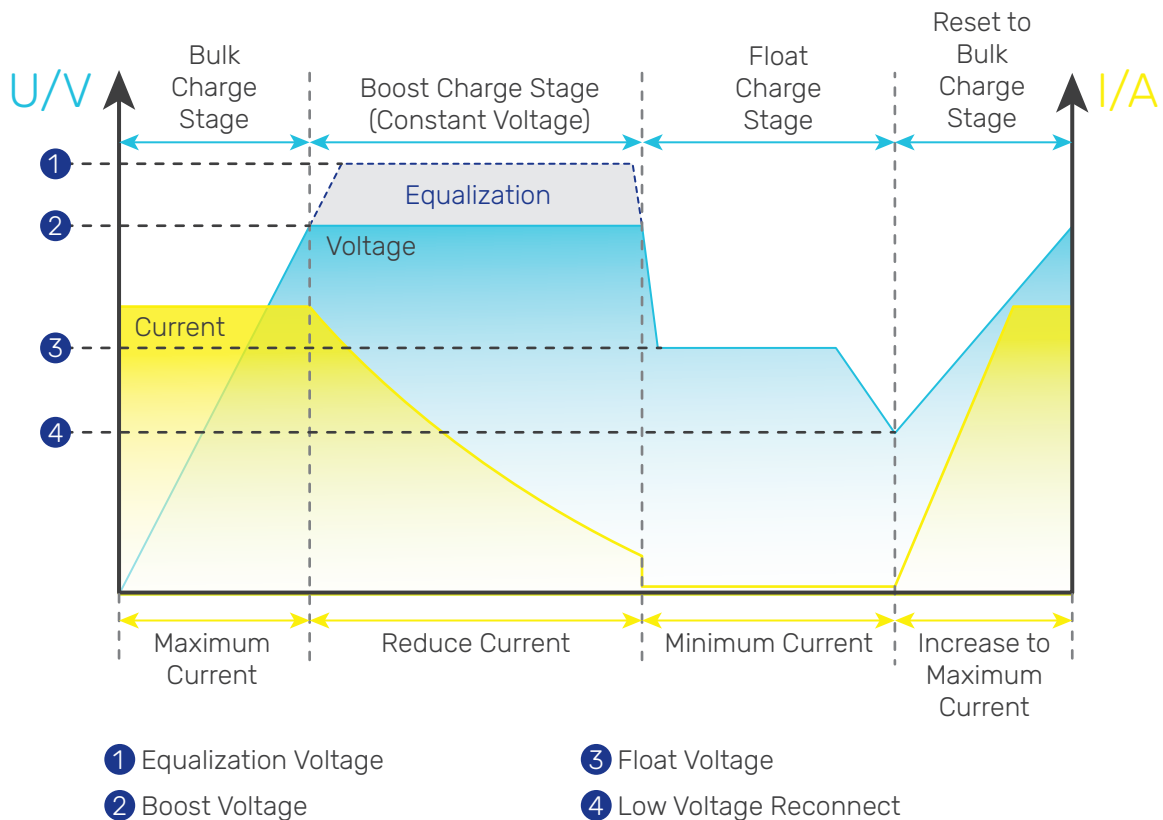 Reset to
Bulk
Charge
Stage
Bulk
Charge
Stage
Boost Charge Stage
(Constant Voltage)
Float
Charge
Stage
U/V
I/A
1
Equalization
2
Voltage
Current
3
4
Maximum
Current
Reduce Current
Minimum Current
Increase to
Maximum
Current
1 Equalization Voltage
3 Float Voltage
2 Boost Voltage
4 Low Voltage Reconnect